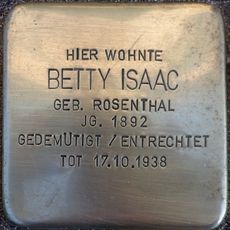 HIER WOHNTE
BETTY ISAAC
GEB. ROSENTHAL
JG. 1892
GEDEMÜTIGT / ENTRECHTET
TOT 17.10.1938